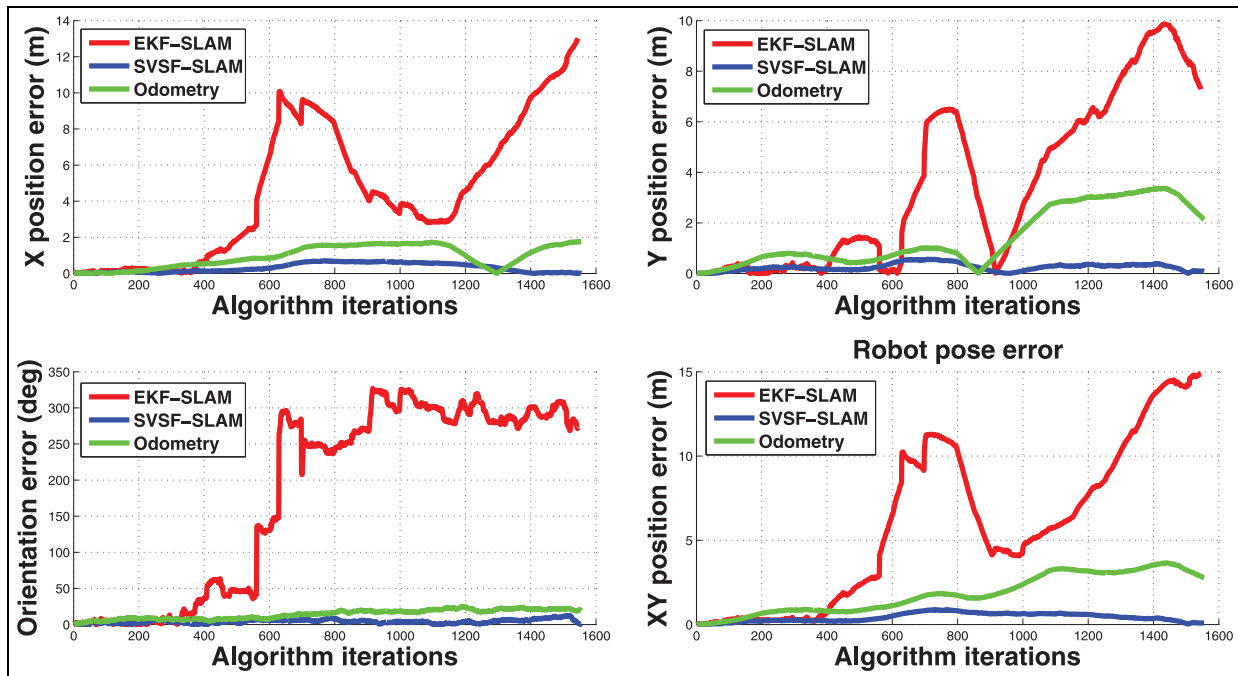 X position error (m)
14
12
10
8
6
4
2
0
EKF-SLAM
SVSF-SLAM
Odometry
0 200 400 600 800 1000 1200 1400 1600
Algorithm iterations
Y position error (m)
10
8
6
4
2
0
EKF-SLAM
SVSF-SLAM
Odometry
0 200 400 600 800 1000 1200 1400 1600
Algorithm iterations
Orientation error (deg)
350
300
250
200
150
100
50
0
EKF-SLAM
SVSF-SLAM
Odometry
0 200 400 600 800 1000 1200 1400 1600
Algorithm iterations
Robot pose error
XY position error (m)
15
10
5
0
EKF-SLAM
SVSF-SLAM
Odometry
0 200 400 600 800 1000 1200 1400 1600
Algorithm iterations